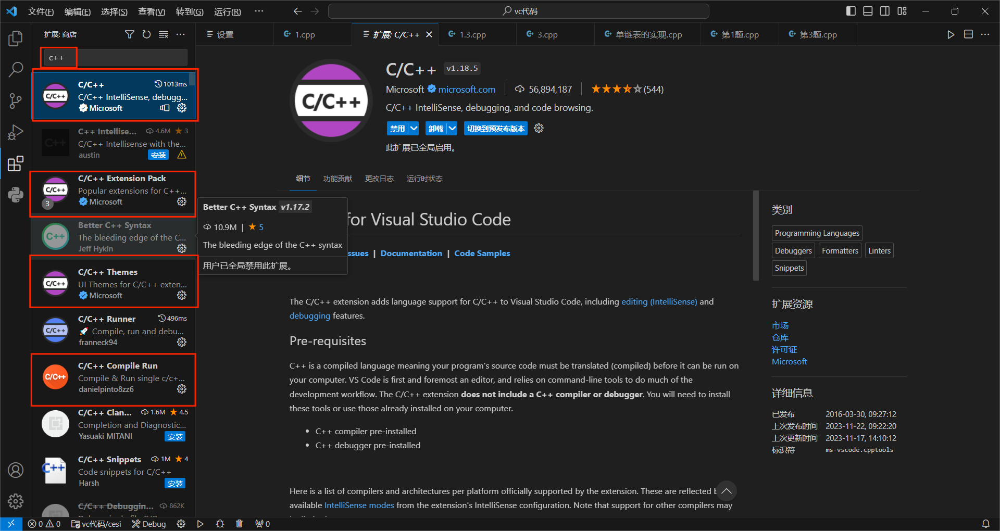 文件(F) 编辑(E) 选择(S) 查看(V) 转到(G) 运行(R) ···
vc代码
扩展: 商店
设置
1.cpp
扩展: C/C++
1.3.cpp
3.cpp
单链表的实现.cpp
第1题.cpp
第3题.cpp
c++
C/C++ 1013ms
C/C++ IntelliSense, debugg...
Microsoft
C++ Intellise... 4.6M 3
C/C++ Intellisense with the...
austin 安装
C/C++ Extension Pack
Popular extensions for C++...
3 Microsoft
Better C++ Syntax
The bleeding edge of the C...
Jeff Hykin
C/C++ Themes
UI Themes for C/C++ exten...
Microsoft
C/C++ Runner 496ms
Compile, run and debu...
franneck94
C/C++ Compile Run
Compile & Run single c/c+...
danielpinto8zz6
C/C++ Clan... 1.6M 4.5
Completion and Diagnostic...
Yasuaki MITANI 安装
C/C++ Snippets 1M 4
Code snippets for C/C++
Harsh 安装
C/C++ Debuggin... 862K
C/C++ v1.18.5
Microsoft microsoft.com 56,894,187 (544)
C/C++ IntelliSense, debugging, and code browsing.
禁用 卸载 切换到预发布版本
此扩展已全局启用。
细节 功能贡献 更改日志 运行时状态
Better C++ Syntax v1.17.2
10.9M | 5
The bleeding edge of the C++ syntax
用户已全局禁用此扩展。
for Visual Studio Code
ssues | Documentation | Code Samples
The C/C++ extension adds language support for C/C++ to Visual Studio Code, including editing (IntelliSense) and
debugging features.
Pre-requisites
C++ is a compiled language meaning your program's source code must be translated (compiled) before it can be run on
your computer. VS Code is first and foremost an editor, and relies on command-line tools to do much of the
development workflow. The C/C++ extension does not include a C++ compiler or debugger. You will need to install
these tools or use those already installed on your computer.
• C++ compiler pre-installed
• C++ debugger pre-installed
Here is a list of compilers and architectures per platform officially supported by the extension. These are reflected
available IntelliSense modes from the extension's IntelliSense configuration. Note that support for other compilers may
类别
Programming Languages
Debuggers Formatters Linters
Snippets
扩展资源
市场
仓库
许可证
Microsoft
详细信息
已发布 2016-03-30, 09:27:12
上次发布时间 2023-11-22, 09:22:20
上次更新时间 2023-11-17, 14:10:12
标识符 ms-vscode.cpptools
0 0 vc代码/cesi Debug 0